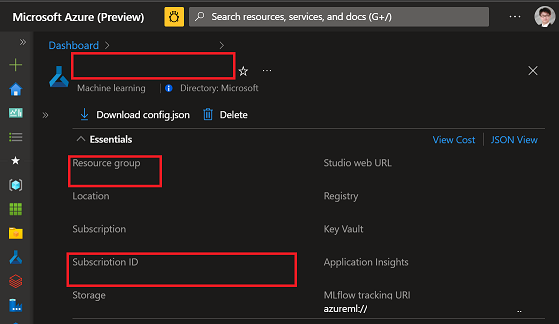 Microsoft Azure (Preview)
Search resources, services, and docs (G+/)
...
»
Dashboard > >
...
Machine learning
Directory: Microsoft
»
Download config.json
Delete
Essentials
View Cost
JSON View
Resource group
Studio web URL
Location
Registry
Subscription
Key Vault
Subscription ID
Application Insights
Storage
MLflow tracking URI
azureml://
..